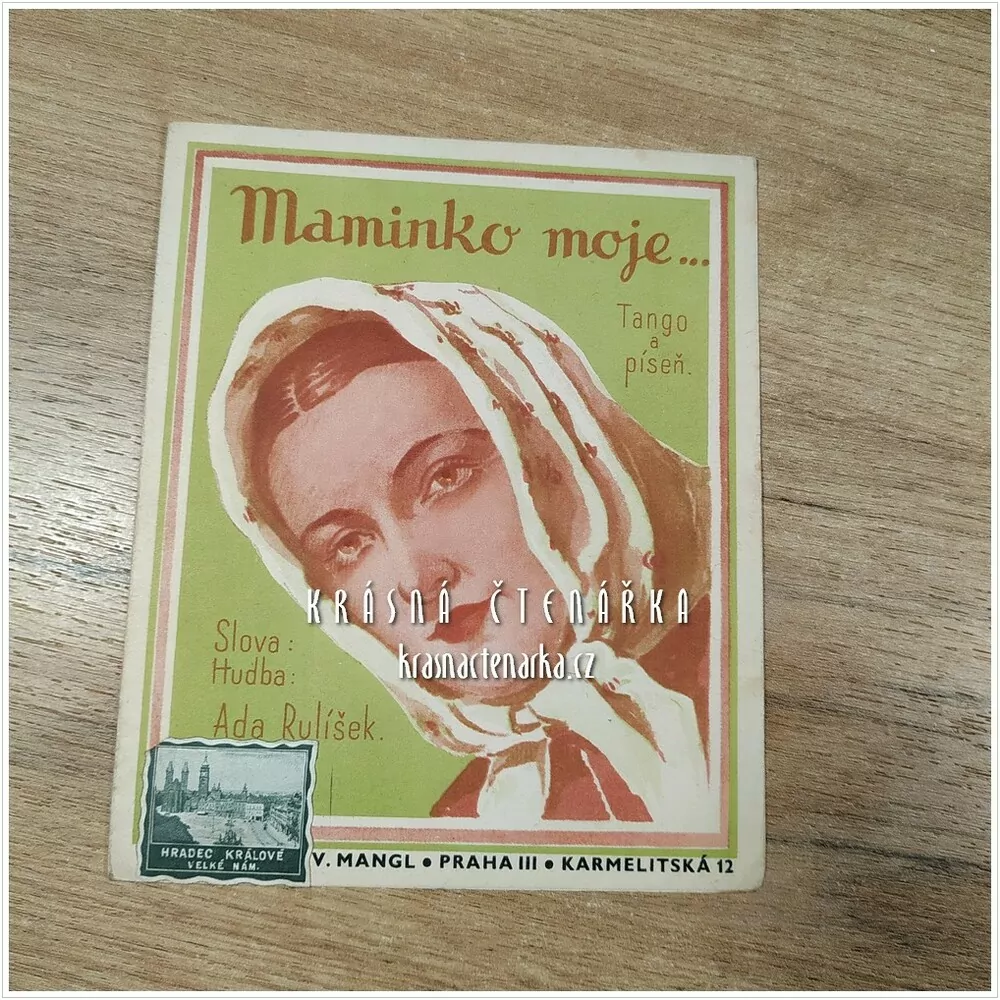 Maminko moje...
Tango
a
píseň.
KRÁSNÁ ČTENÁŘKA
krasnactenarka.cz
Slova:
Hudba:
Ada Rulíšek.
HRADEC KRÁLOVÉ
VELKÉ NÁM.
V. MANGL • PRAHA III • KARMELITSKÁ 12